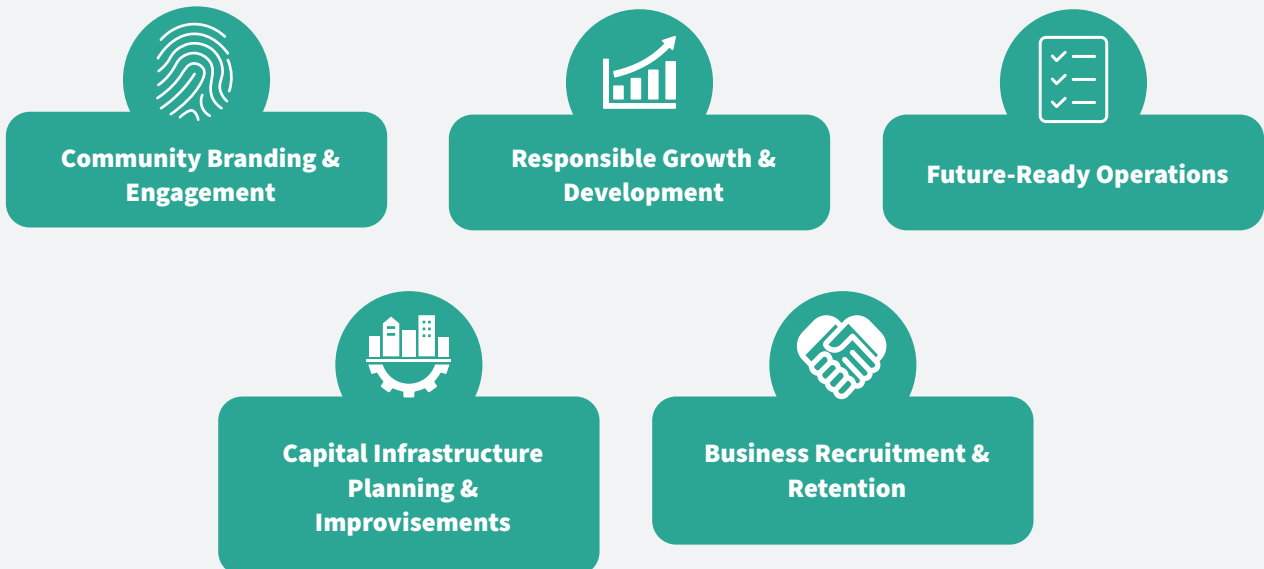 Community Branding &
Engagement
Responsible Growth &
Development
Future-Ready Operations
Capital Infrastructure
Planning &
Improvisements
Business Recruitment &
Retention